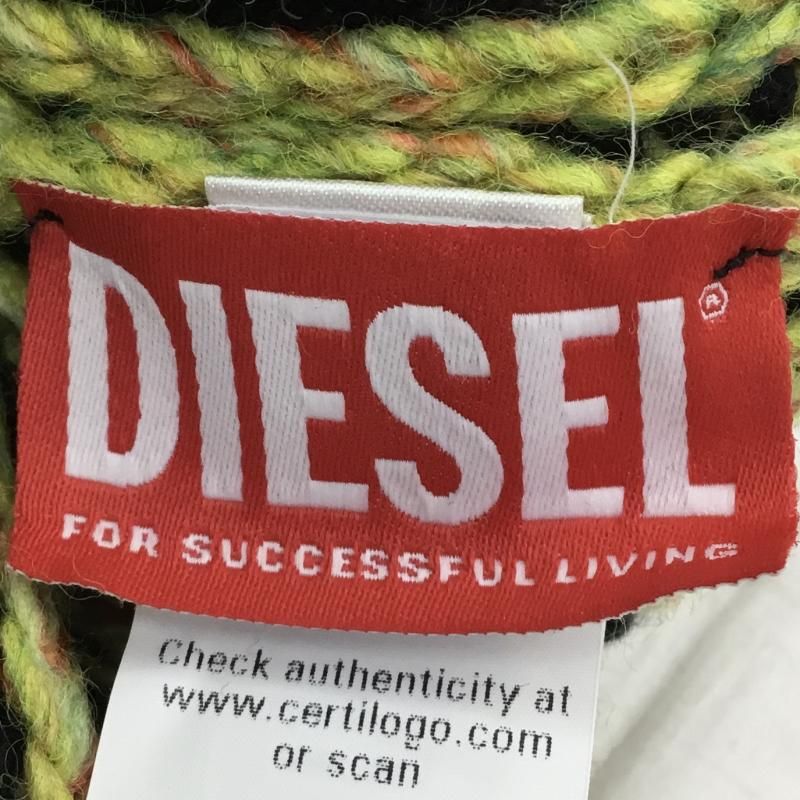 DIESEL®
FOR SUCCESSFUL LIVING
Check authenticity at
www.certilogo.com
or scan